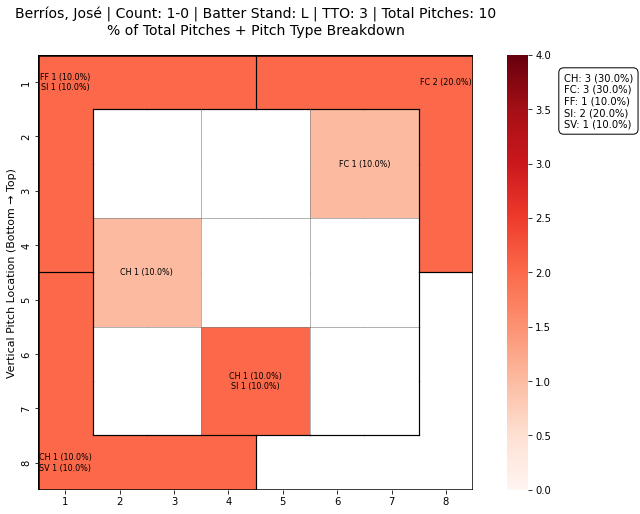 Berríos, José | Count: 1-0 | Batter Stand: L | TTO: 3 | Total Pitches: 10
% of Total Pitches + Pitch Type Breakdown
FF 1 (10.0%)
SI 1 (10.0%)
FC 2 (20.0%)
FC 1 (10.0%)
CH 1 (10.0%)
CH 1 (10.0%)
SI 1 (10.0%)
CH 1 (10.0%)
SV 1 (10.0%)
Vertical Pitch Location (Bottom → Top)
1
2
3
4
5
6
7
8
1
2
3
4
5
6
7
8
4.0
3.5
3.0
2.5
2.0
1.5
1.0
0.5
0.0
CH: 3 (30.0%)
FC: 3 (30.0%)
FF: 1 (10.0%)
SI: 2 (20.0%)
SV: 1 (10.0%)